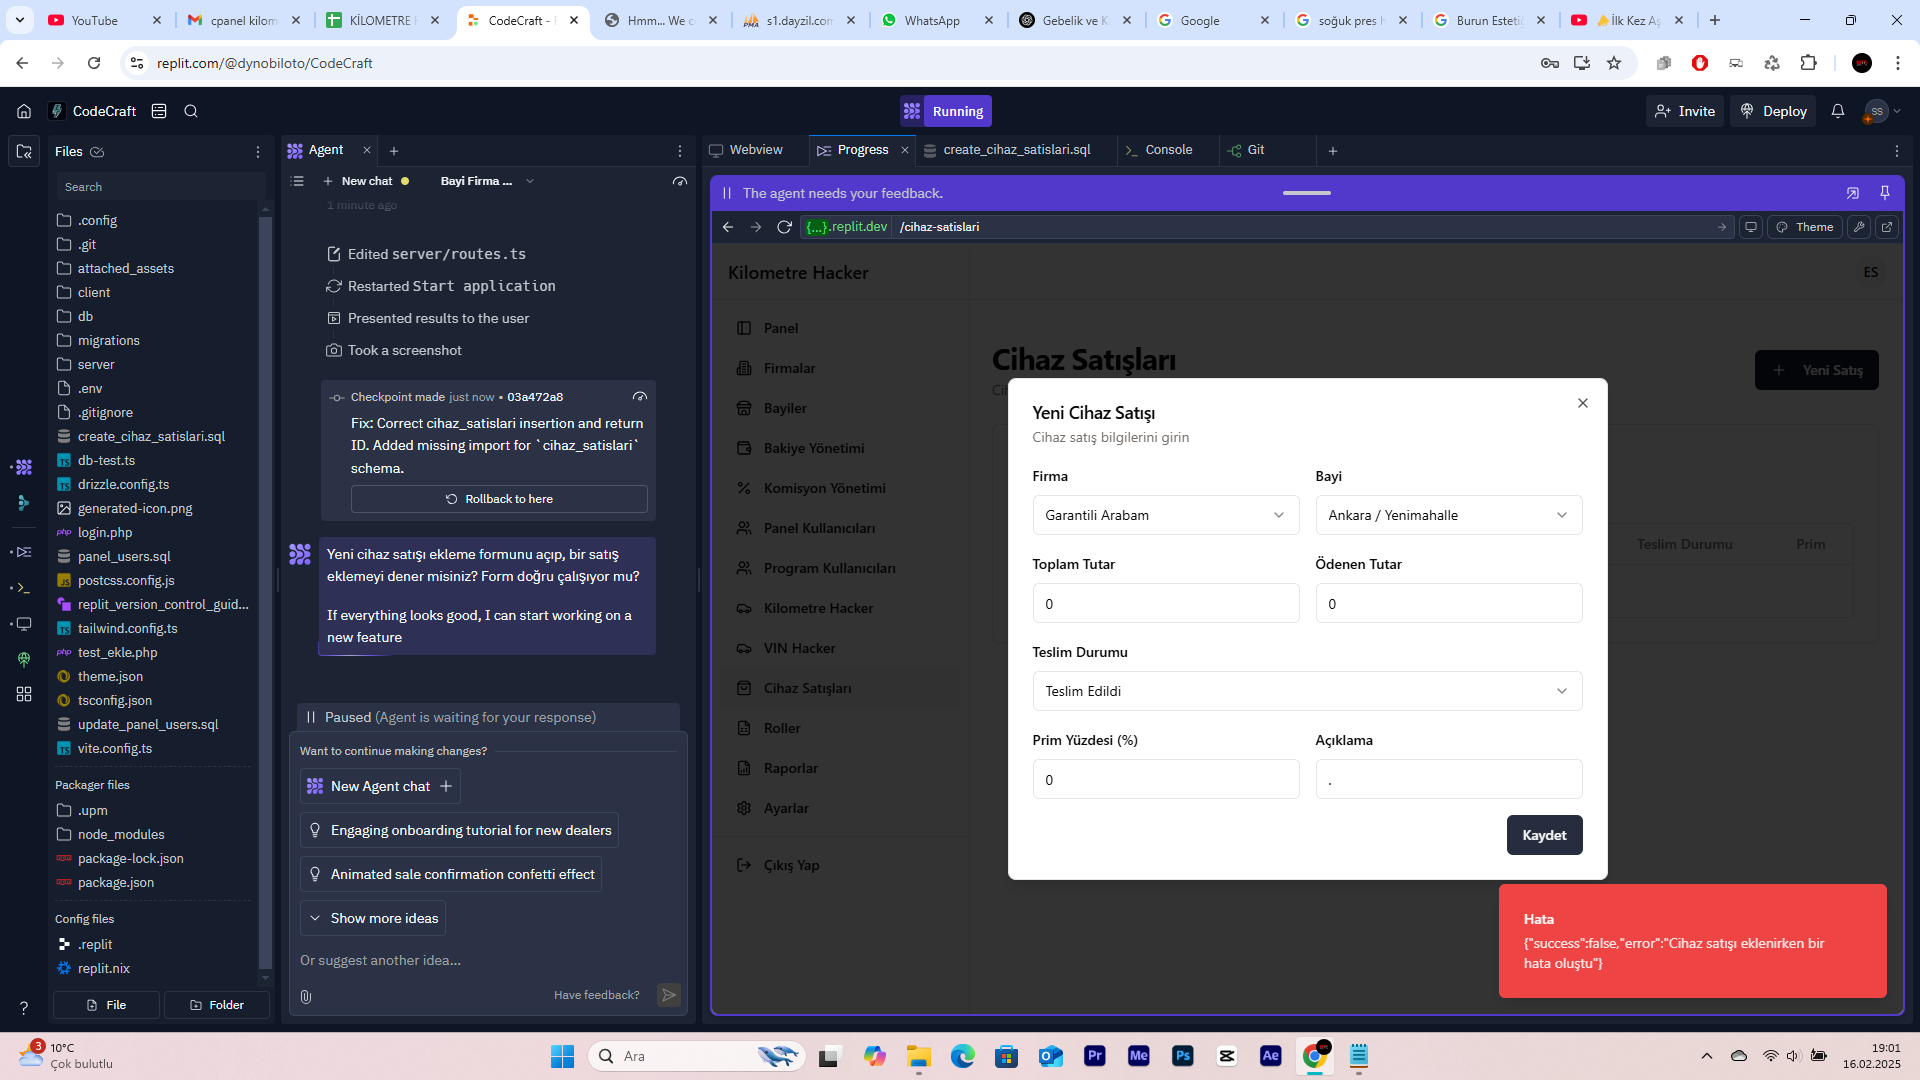 YouTube
cpanel kilom
KİLOMETRE H
CodeCraft - R
Hmm... We c
s1.dayzil.com
WhatsApp
Gebelik ve K
Google
soğuk pres h
Burun Esteti
İlk Kez Aş
replit.com/@dynobiloto/CodeCraft
CodeCraft
Running
Invite
Deploy
SS
Files
Search
.config
.git
attached_assets
client
db
migrations
server
.env
.gitignore
create_cihaz_satislari.sql
db-test.ts
drizzle.config.ts
generated-icon.png
login.php
panel_users.sql
postcss.config.js
replit_version_control_guid...
tailwind.config.ts
test_ekle.php
theme.json
tsconfig.json
update_panel_users.sql
vite.config.ts
Packager files
.upm
node_modules
package-lock.json
package.json
Config files
.replit
replit.nix
File
Folder
Agent
New chat
Bayi Firma ...
1 minute ago
Edited server/routes.ts
Restarted Start application
Presented results to the user
Took a screenshot
Checkpoint made just now • 03a472a8
Fix: Correct cihaz_satislari insertion and return
ID. Added missing import for `cihaz_satislari`
schema.
Rollback to here
Yeni cihaz satışı ekleme formunu açıp, bir satış
eklemeyi dener misiniz? Form doğru çalışıyor mu?
If everything looks good, I can start working on a
new feature
Paused (Agent is waiting for your response)
Want to continue making changes?
New Agent chat
Engaging onboarding tutorial for new dealers
Animated sale confirmation confetti effect
Show more ideas
Or suggest another idea...
Have feedback?
Webview
Progress
create_cihaz_satislari.sql
Console
Git
The agent needs your feedback.
{...}.replit.dev
/cihaz-satislari
Theme
Kilometre Hacker
ES
Panel
Firmalar
Bayiler
Bakiye Yönetimi
Komisyon Yönetimi
Panel Kullanıcıları
Program Kullanıcıları
Kilometre Hacker
VIN Hacker
Cihaz Satışları
Roller
Raporlar
Ayarlar
Çıkış Yap
Cihaz Satışları
Ci
Yeni Satış
Teslim Durumu
Prim
Yeni Cihaz Satışı
Cihaz satış bilgilerini girin
Firma
Bayi
Garantili Arabam
Ankara / Yenimahalle
Toplam Tutar
Ödenen Tutar
0
0
Teslim Durumu
Teslim Edildi
Prim Yüzdesi (%)
Açıklama
0
.
Kaydet
Hata
{"success":false,"error":"Cihaz satışı eklenirken bir
hata oluştu"}
3
10°C
Çok bulutlu
Ara
Pr
Me
Ps
Ae
19:01
16.02.2025